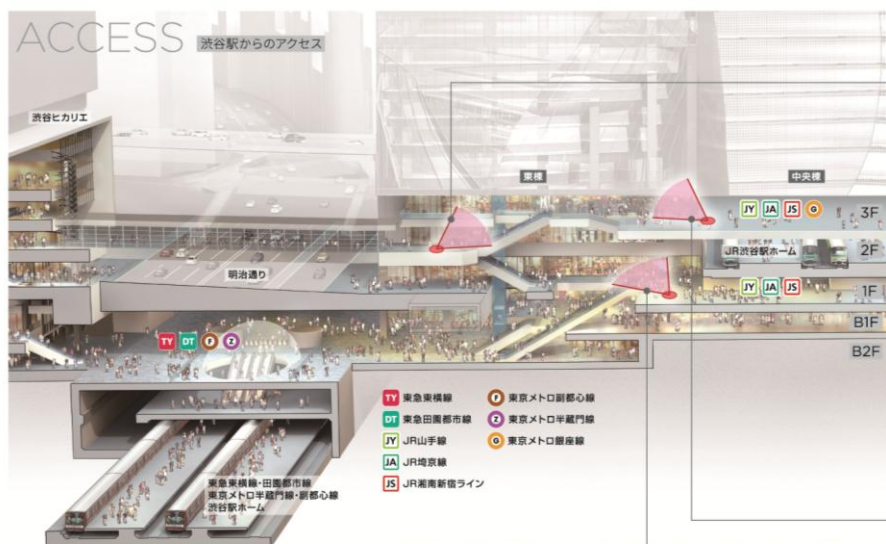 ACCESS 渋谷駅からのアクセス
渋谷ヒカリエ
東棟
中央棟
JY JA JS G 3F
JR渋谷駅ホーム 2F
明治通り
JY JA JS 1F
B1F
TY DT F Z
B2F
TY 東急東横線
DT 東急田園都市線
JY JR山手線
JA JR埼京線
JS JR湘南新宿ライン
F 東京メトロ副都心線
Z 東京メトロ半蔵門線
G 東京メトロ銀座線
東急東横線・田園都市線
東京メトロ半蔵門線・副都心線
渋谷駅ホーム